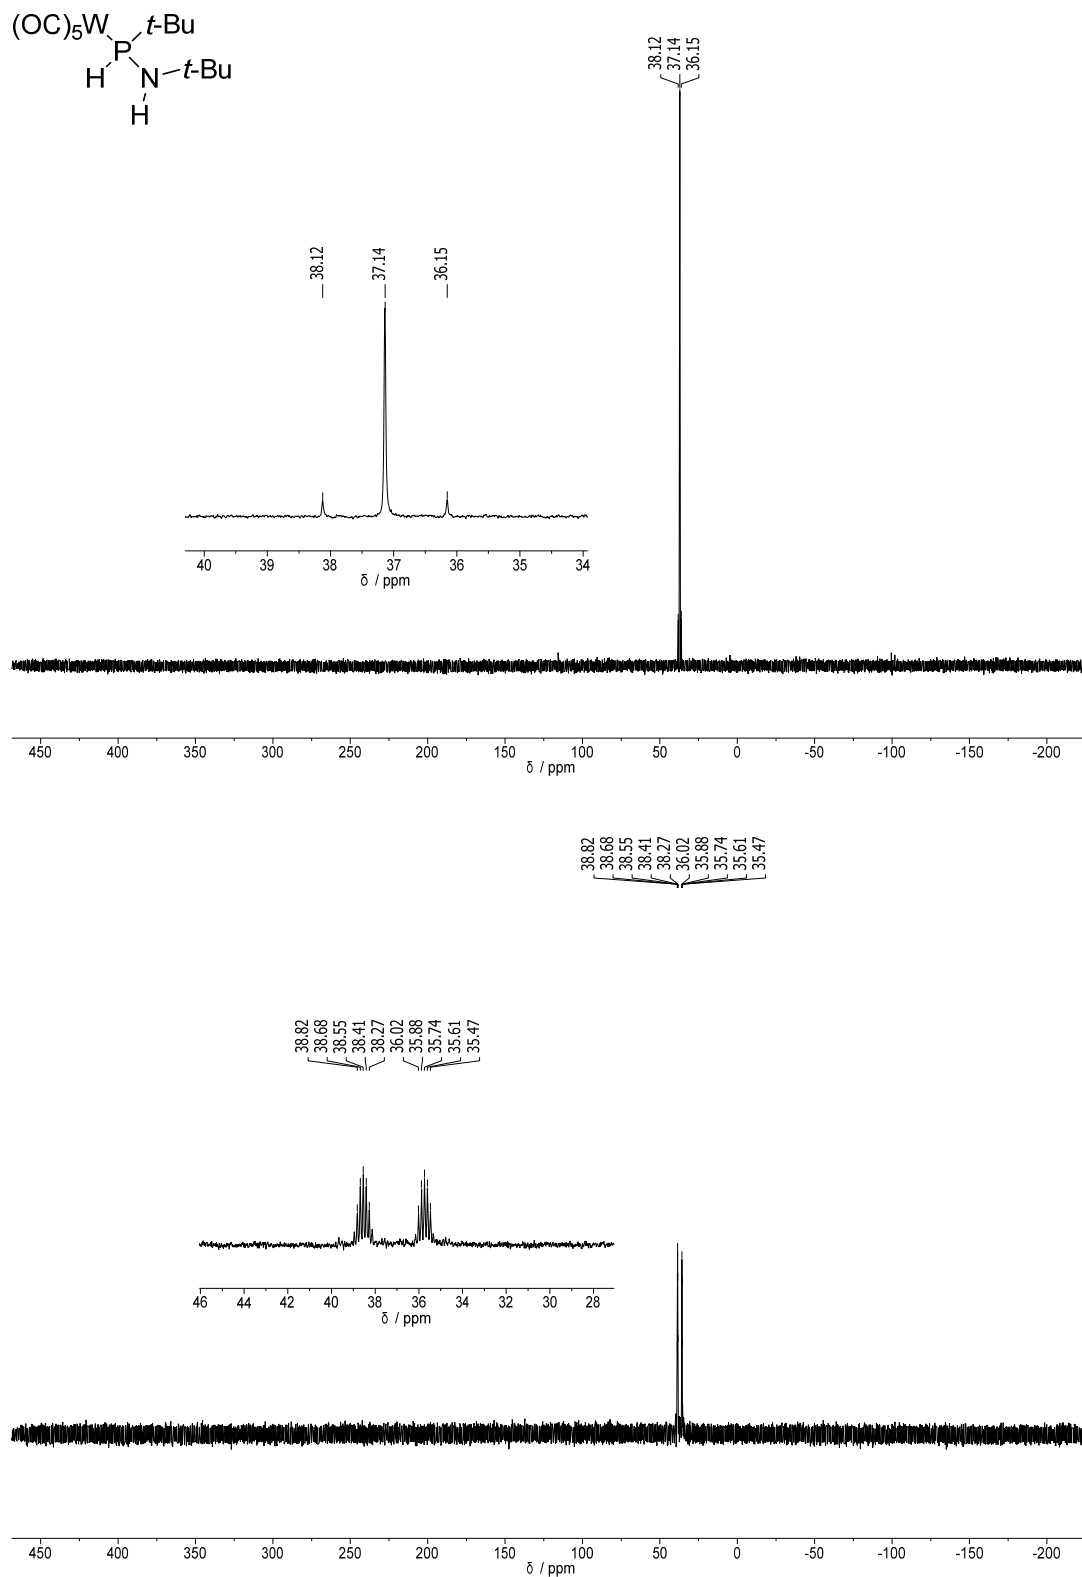 (OC)5W t-Bu
P
H N t-Bu
H
38.12
37.14
36.15
38.12
37.14
36.15
40 39 38 37 36 35 34
δ / ppm
450 400 350 300 250 200 150 100 50 0 -50 -100 -150 -200
δ / ppm
38.82
38.68
38.55
38.41
38.27
36.02
35.88
35.74
35.61
35.47
38.82
38.68
38.55
38.41
38.27
36.02
35.88
35.74
35.61
35.47
46 44 42 40 38 36 34 32 30 28
δ / ppm
450 400 350 300 250 200 150 100 50 0 -50 -100 -150 -200
δ / ppm